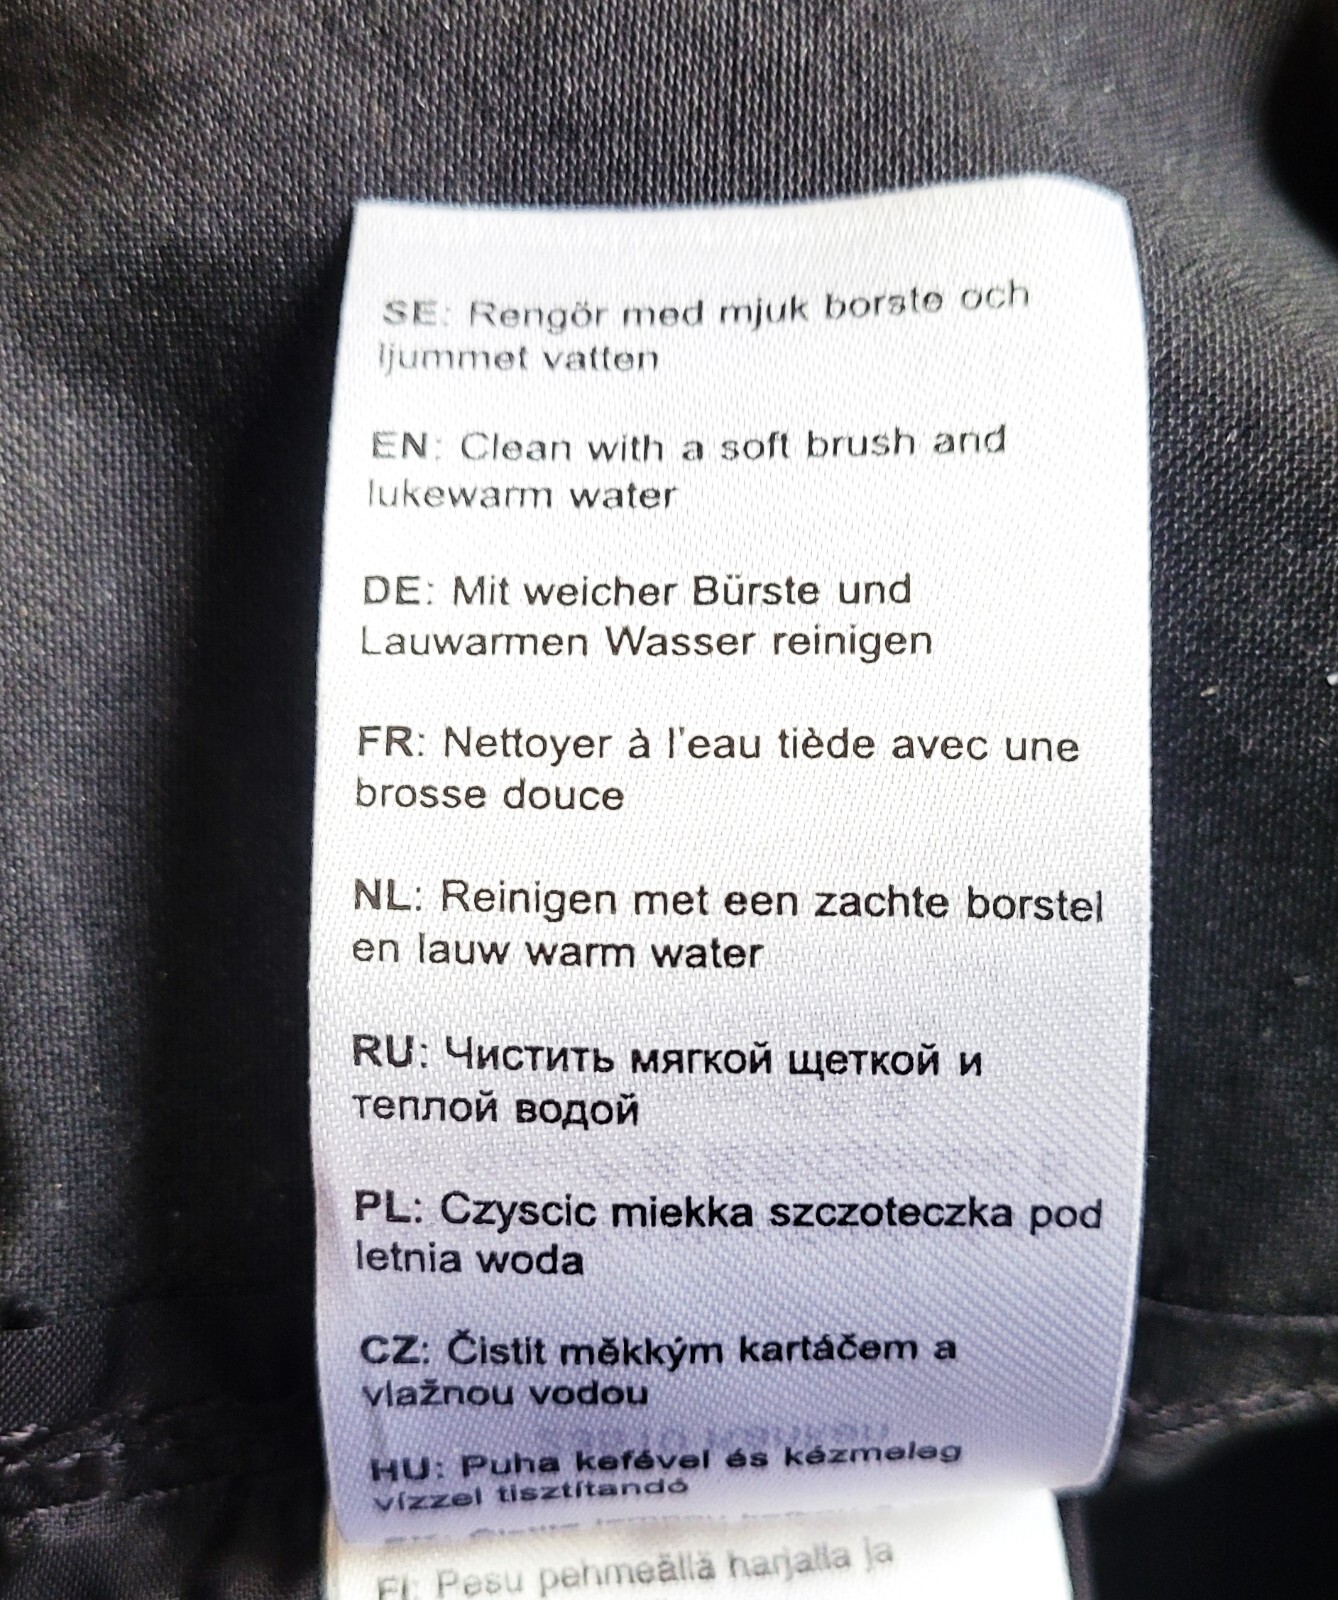 SE: Rengör med mjuk borste och
ljummet vatten
EN: Clean with a soft brush and
lukewarm water
DE: Mit weicher Bürste und
Lauwarmen Wasser reinigen
FR: Nettoyer à l'eau tiède avec une
brosse douce
NL: Reinigen met een zachte borstel
en lauw warm water
RU: Чистить мягкой щеткой и
теплой водой
PL: Czyscic miekka szczoteczka pod
letnia woda
CZ: Čistit měkkým kartáčem a
vlažnou vodou
HU: Puha kefével és kézmeleg
vízzel tisztítandó
FI: Pesu pehmeällä harjalla ja